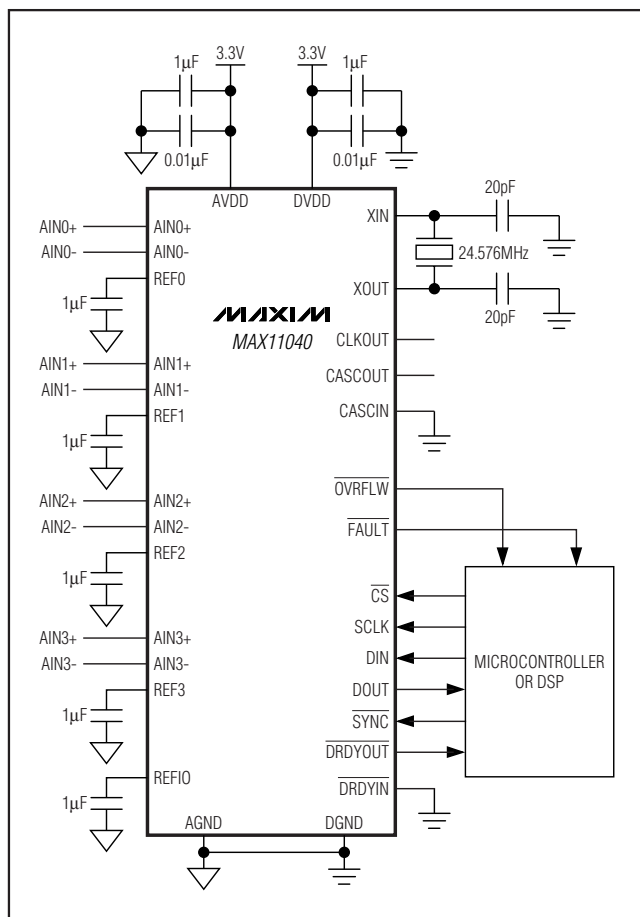 1µF
3.3V
3.3V
1µF
0.01µF
0.01µF
AVDD
DVDD
AIN0+
AIN0-
AIN0+
AIN0-
REF0
1µF
AIN1+
AIN1-
AIN1+
AIN1-
REF1
1µF
AIN2+
AIN2-
AIN2+
AIN2-
REF2
1µF
AIN3+
AIN3-
AIN3+
AIN3-
REF3
1µF
REFIO
1µF
AGND
DGND
MAXIM
MAX11040
XIN
20pF
24.576MHz
XOUT
20pF
CLKOUT
CASCOUT
CASCIN
OVRFLW
FAULT
CS
SCLK
DIN
DOUT
SYNC
DRDYOUT
DRDYIN
MICROCONTROLLER
OR DSP